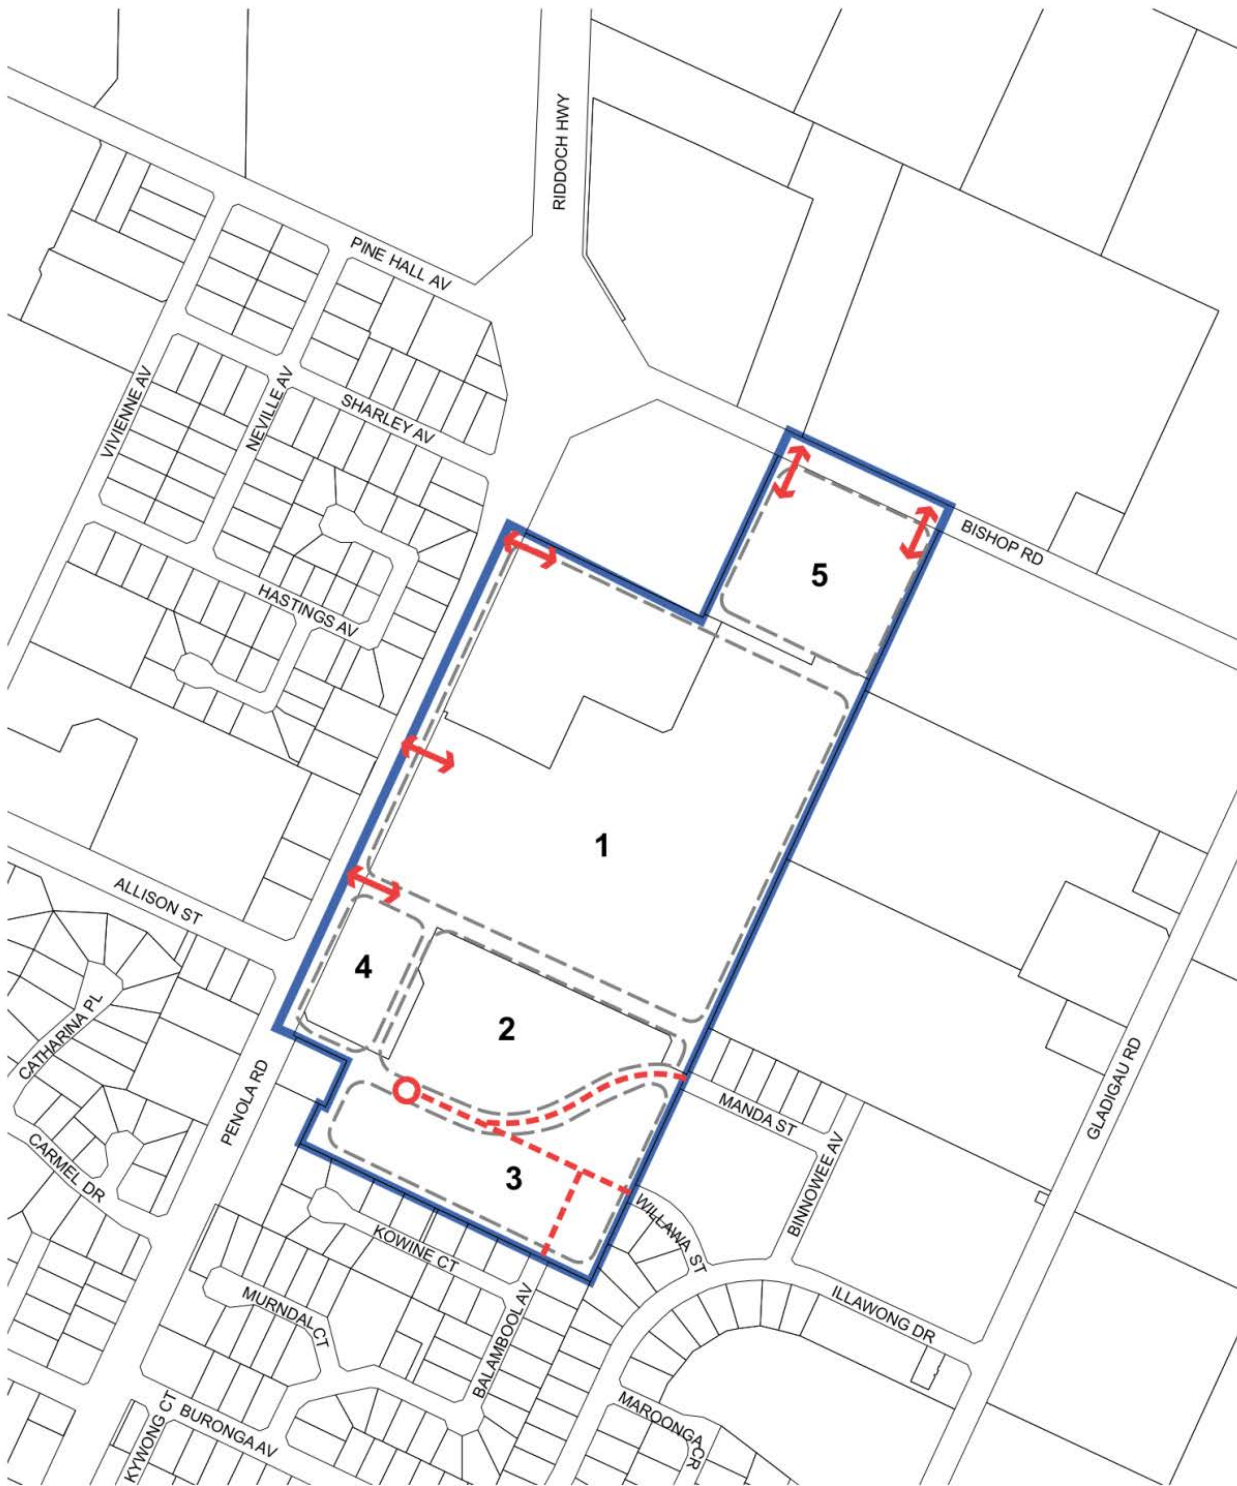 RIDDOCH HWY
PINE HALL AV
VIVIENNE AV
NEVILLE AV
SHARLEY AV
BISHOP RD
5
HASTINGS AV
1
ALLISON ST
4
2
CATHARINA PL
PENOLA RD
MANDA ST
GLADIGAU RD
CARMEL DR
3
BINNOWEE AV
WILLAWA ST
KOWINE CT
MURNDAL CT
ILLAWONG DR
BALAMBOOL AV
MAROONGA CR
KYWONG CT
BURONGA AV